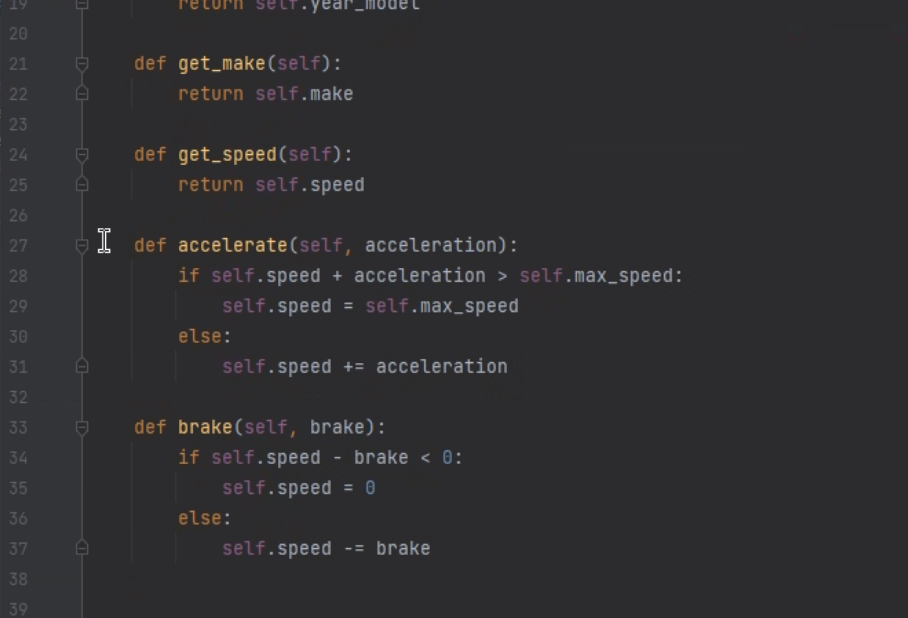 19 return self.year_model
20
21 def get_make(self):
22 return self.make
23
24 def get_speed(self):
25 return self.speed
26
27 def accelerate(self, acceleration):
28 if self.speed + acceleration > self.max_speed:
29 self.speed = self.max_speed
30 else:
31 self.speed += acceleration
32
33 def brake(self, brake):
34 if self.speed - brake < 0:
35 self.speed = 0
36 else:
37 self.speed -= brake
38
39